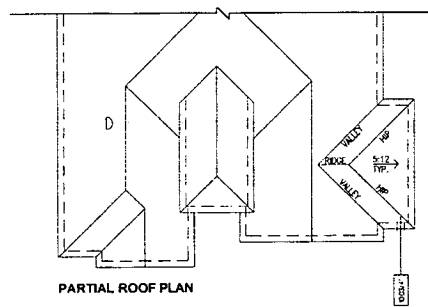 D
VALLEY
HIP
RIDGE
5:12
TYP.
VALLEY
HIP
PARTIAL ROOF PLAN